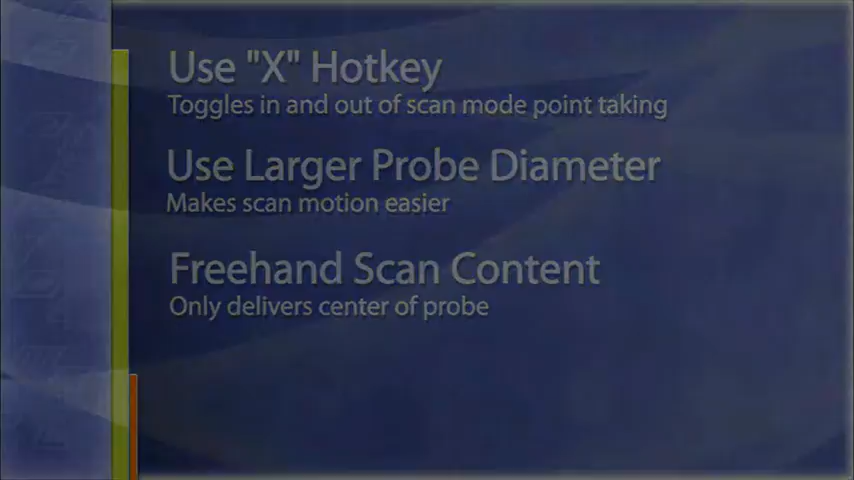 Use "X" Hotkey
Toggles in and out of scan mode point taking
Use Larger Probe Diameter
Makes scan motion easier
Freehand Scan Content
Only delivers center of probe